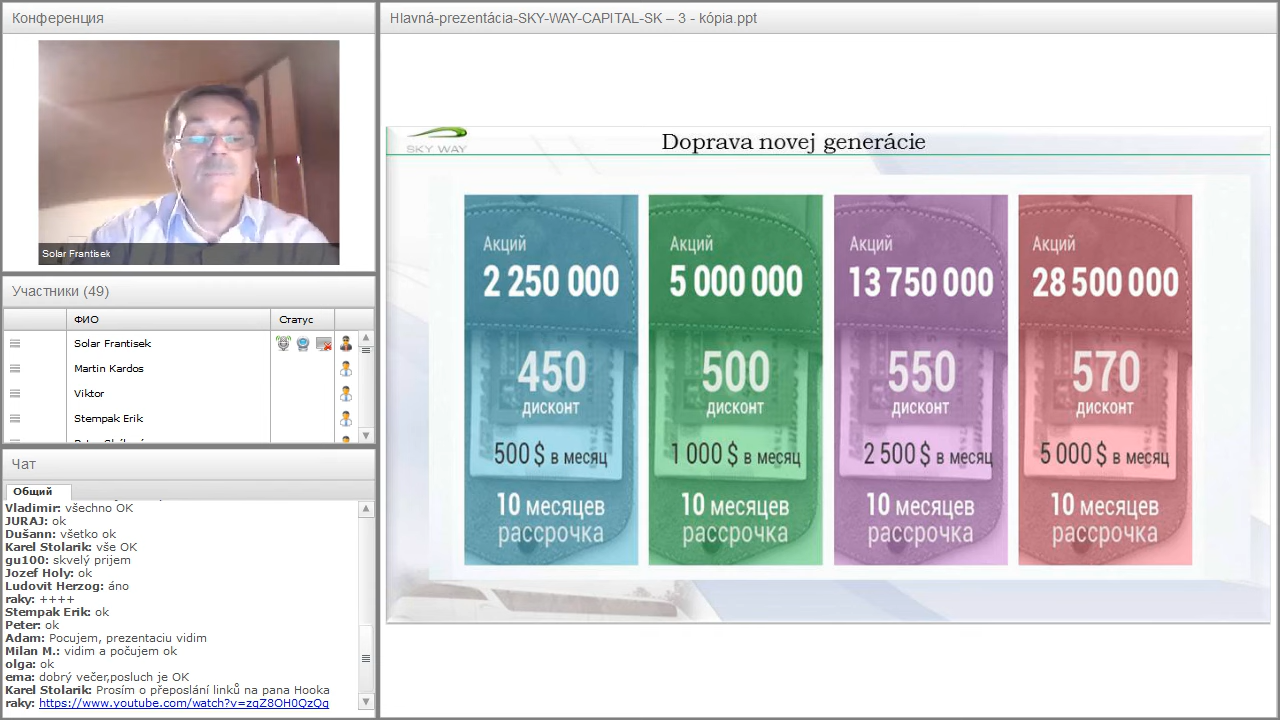 Конференция
Solar Frantisek
Участники (49)
ФИО
Статус
Solar Frantisek
Martin Kardos
Viktor
Stempak Erik
Чат
Общий
Vladimir: všechno OK
JURAJ: ok
Dušann: všetko ok
Karel Stolarik: vše OK
gu100: skvelý prijem
Jozef Holy: ok
Ludovit Herzog: áno
raky: ++++
Stempak Erik: ok
Peter: ok
Adam: Pocujem, prezentaciu vidim
Milan M.: vidim a počujem ok
olga: ok
ema: dobrý večer,posluch je OK
Karel Stolarik: Prosím o přeposlání linků na pana Hooka
raky: https://www.youtube.com/watch?v=zqZ8OH0QzQg
Hlavná-prezentácia-SKY-WAY-CAPITAL-SK – 3 - kópia.ppt
SKY WAY
Doprava novej generácie
Акций
2 250 000
450
дисконт
500 $ в месяц
10 месяцев
рассрочка
Акций
5 000 000
500
дисконт
1 000 $ в месяц
10 месяцев
рассрочка
Акций
13 750 000
550
дисконт
2 500 $ в месяц
10 месяцев
рассрочка
Акций
28 500 000
570
дисконт
5 000 $ в месяц
10 месяцев
рассрочка